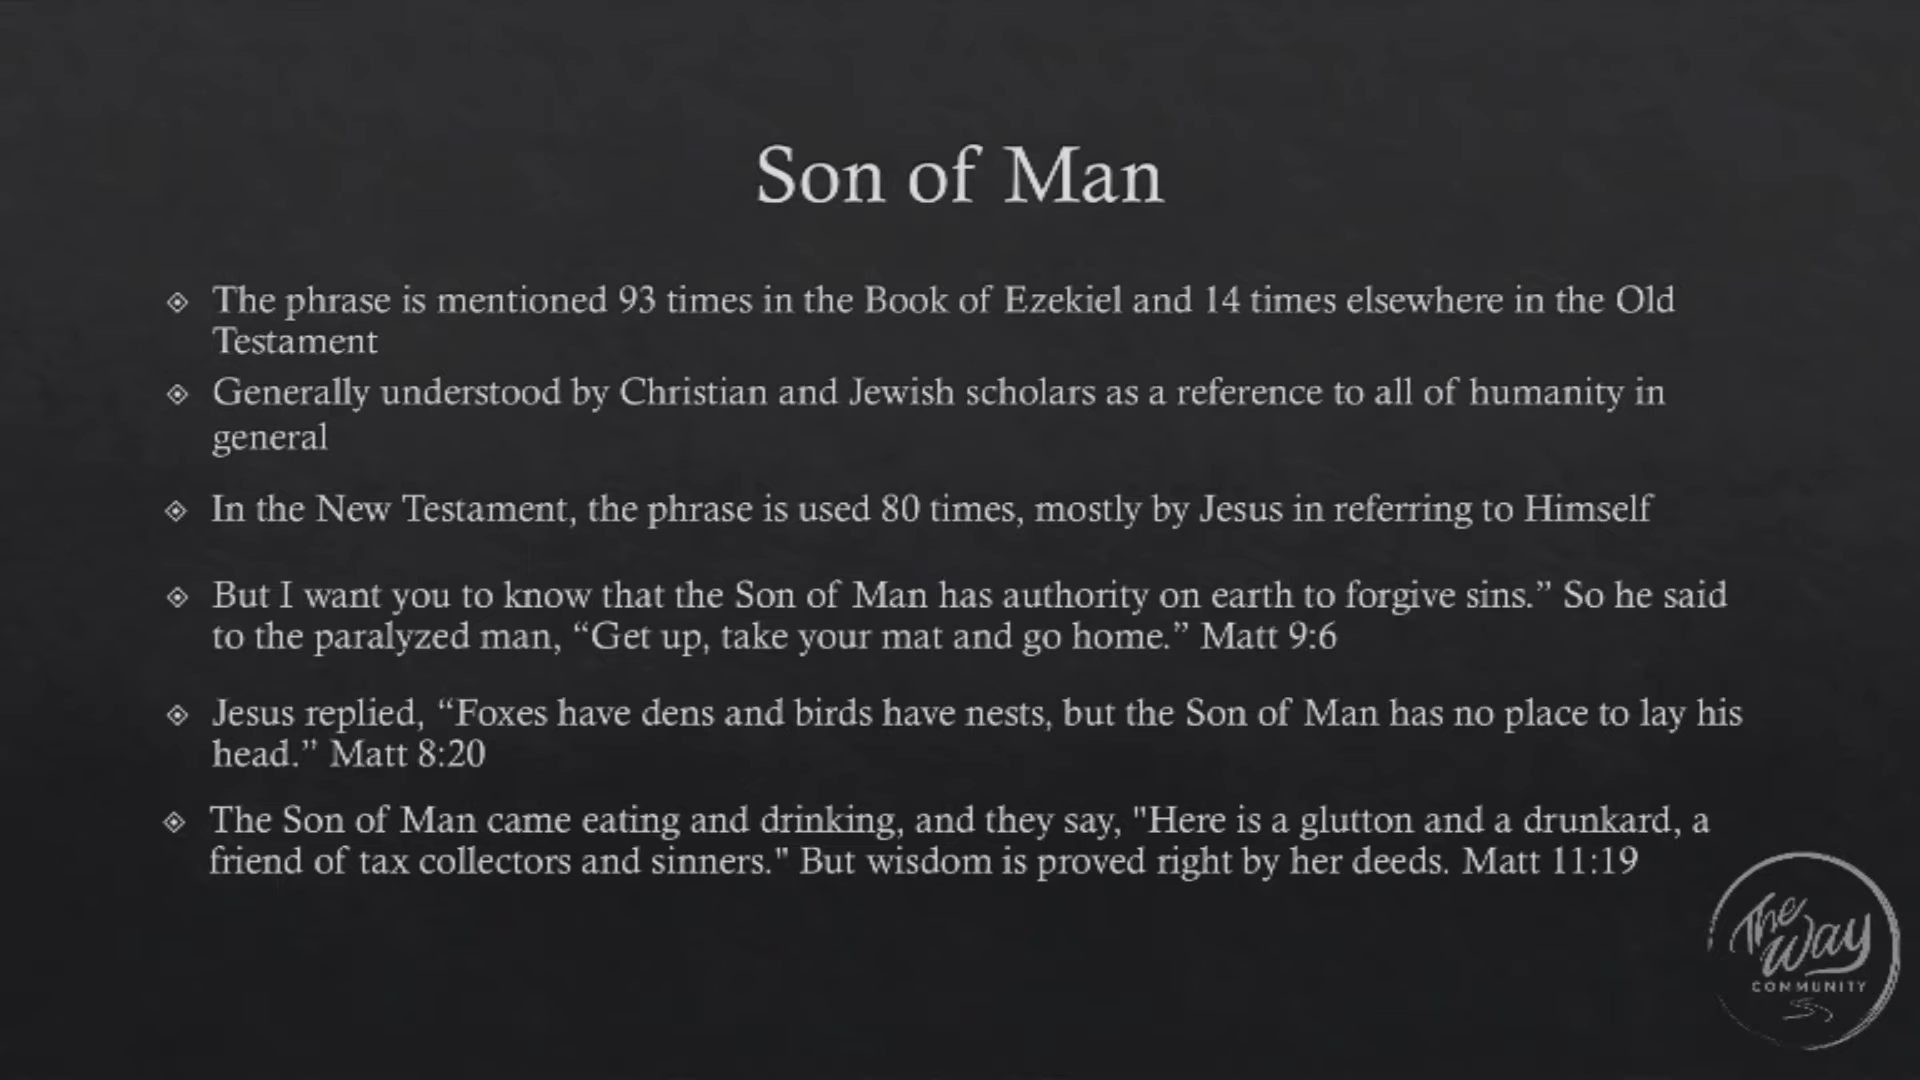 Son of Man
The phrase is mentioned 93 times in the Book of Ezekiel and 14 times elsewhere in the Old
Testament
Generally understood by Christian and Jewish scholars as a reference to all of humanity in
general
In the New Testament, the phrase is used 80 times, mostly by Jesus in referring to Himself
But I want you to know that the Son of Man has authority on earth to forgive sins.” So he said
to the paralyzed man, “Get up, take your mat and go home.” Matt 9:6
Jesus replied, “Foxes have dens and birds have nests, but the Son of Man has no place to lay his
head.” Matt 8:20
The Son of Man came eating and drinking, and they say, "Here is a glutton and a drunkard, a
friend of tax collectors and sinners." But wisdom is proved right by her deeds. Matt 11:19
The
Way
COMMUNITY